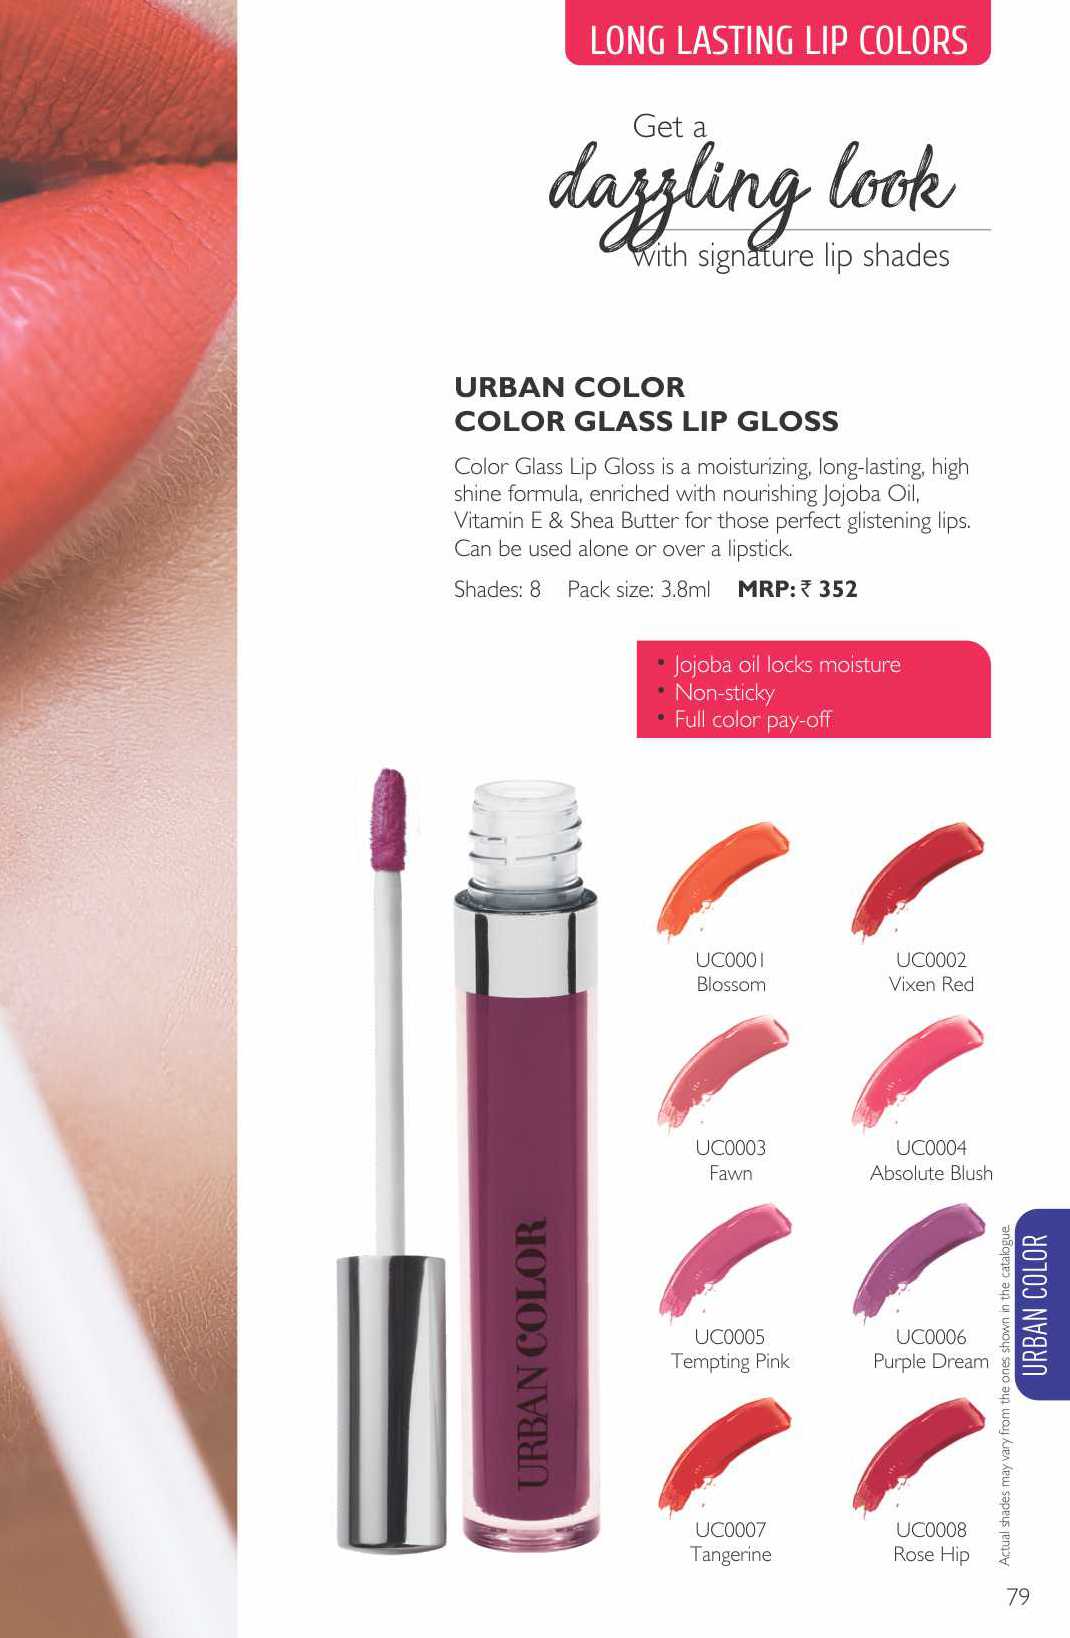 LONG LASTING LIP COLORS
Get a
dazzling look
with signature lip shades
URBAN COLOR
COLOR GLASS LIP GLOSS
Color Glass Lip Gloss is a moisturizing, long-lasting, high
shine formula, enriched with nourishing Jojoba Oil,
Vitamin E & Shea Butter for those perfect glistening lips.
Can be used alone or over a lipstick.
Shades: 8 Pack size: 3.8ml MRP: ₹ 352
• Jojoba oil locks moisture
• Non-sticky
• Full color pay-off
URBAN COLOR
UC0001
Blossom
UC0002
Vixen Red
UC0003
Fawn
UC0004
Absolute Blush
UC0005
Tempting Pink
UC0006
Purple Dream
UC0007
Tangerine
UC0008
Rose Hip
Actual shades may vary from the ones shown in the catalogue.
URBAN COLOR
79